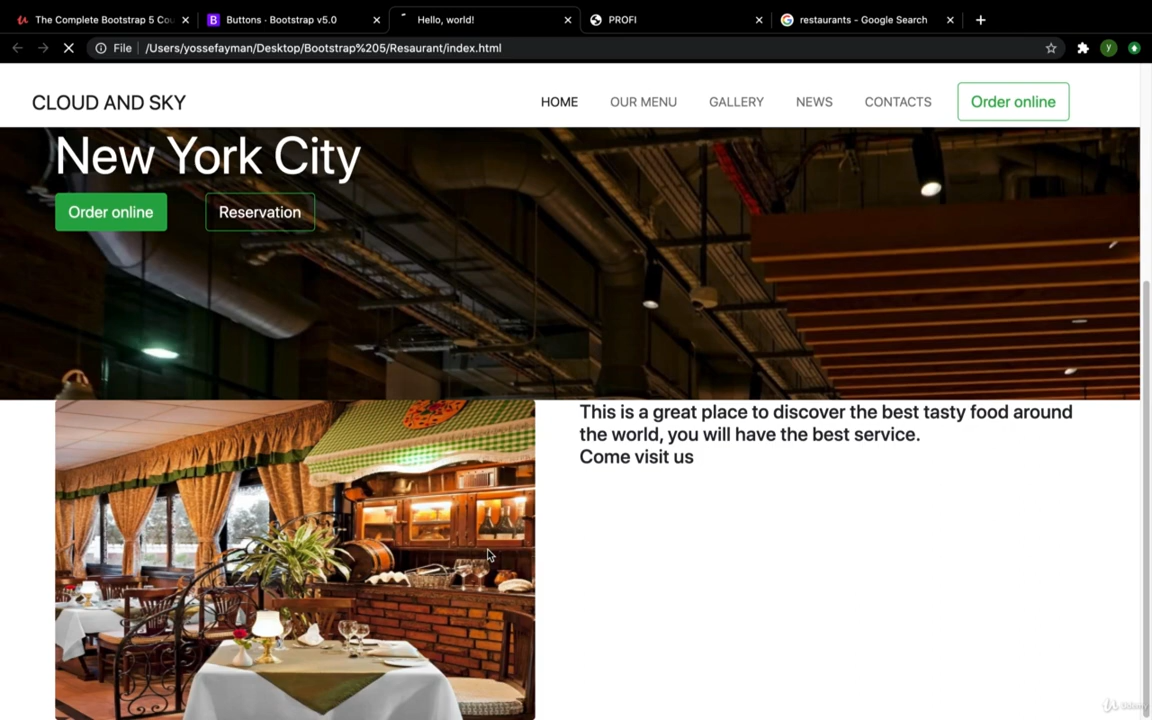 The Complete Bootstrap 5 Cou
Buttons · Bootstrap v5.0
Hello, world!
PROFI
restaurants - Google Search
File
/Users/yossefayman/Desktop/Bootstrap%205/Resaurant/index.html
y
CLOUD AND SKY
HOME
OUR MENU
GALLERY
NEWS
CONTACTS
Order online
New York City
Order online
Reservation
This is a great place to discover the best tasty food around
the world, you will have the best service.
Come visit us
Udemy